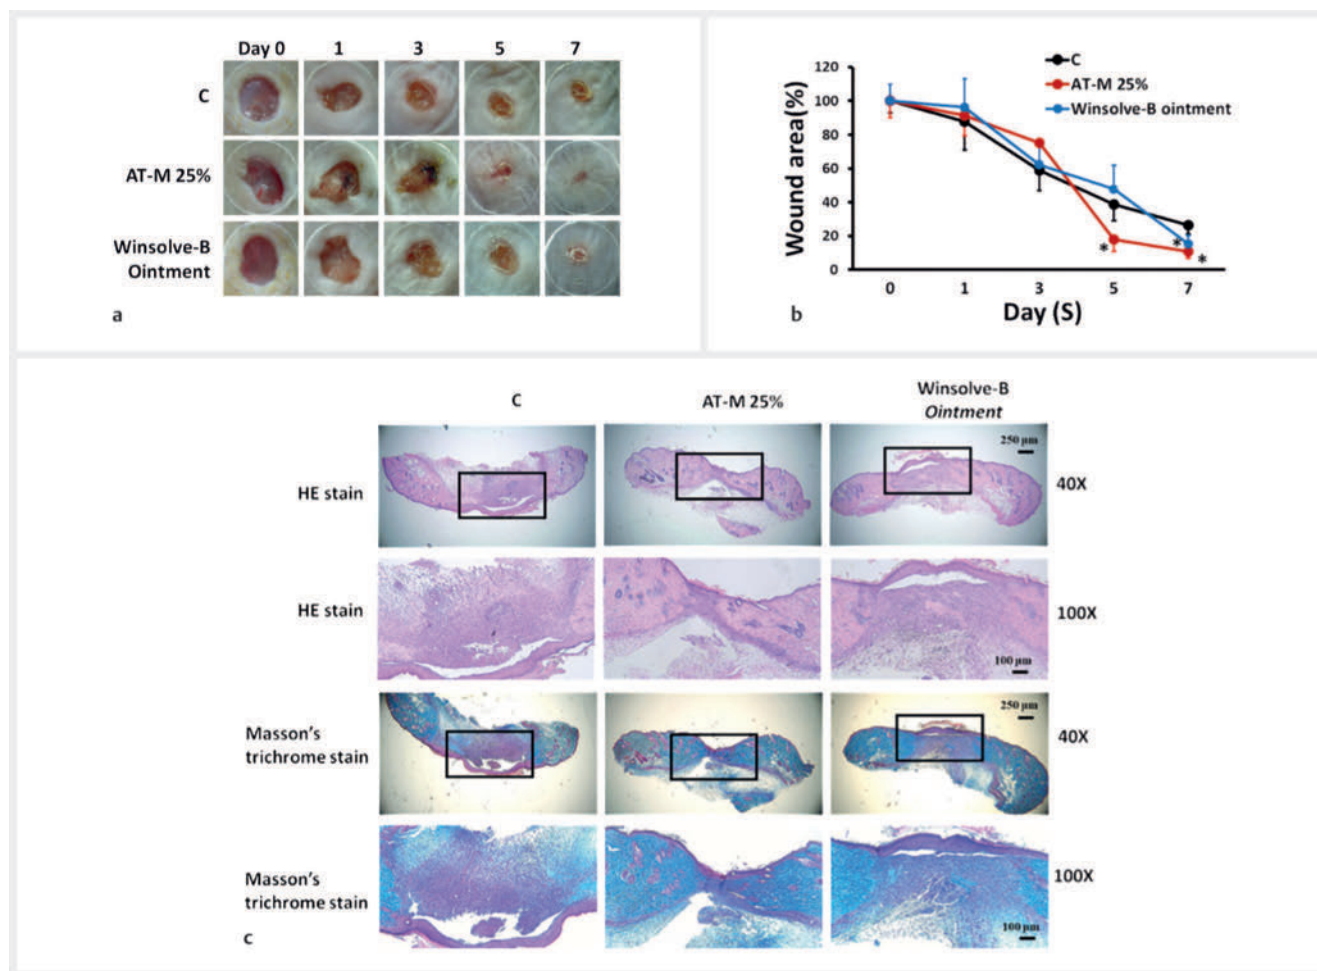 Day 0 1 3 5 7
C
AT-M 25%
Winsolve-B
Ointment
a
C
AT-M 25%
Winsolve-B ointment
Wound area(%)
120
100
80
60
40
20
0
* * *
0 1 3 5 7
Day (S)
b
C AT-M 25% Winsolve-B
Ointment
HE stain 250 µm 40X
HE stain 100 µm 100X
Masson's
trichrome stain 250 µm 40X
Masson's
trichrome stain 100 µm 100X
c